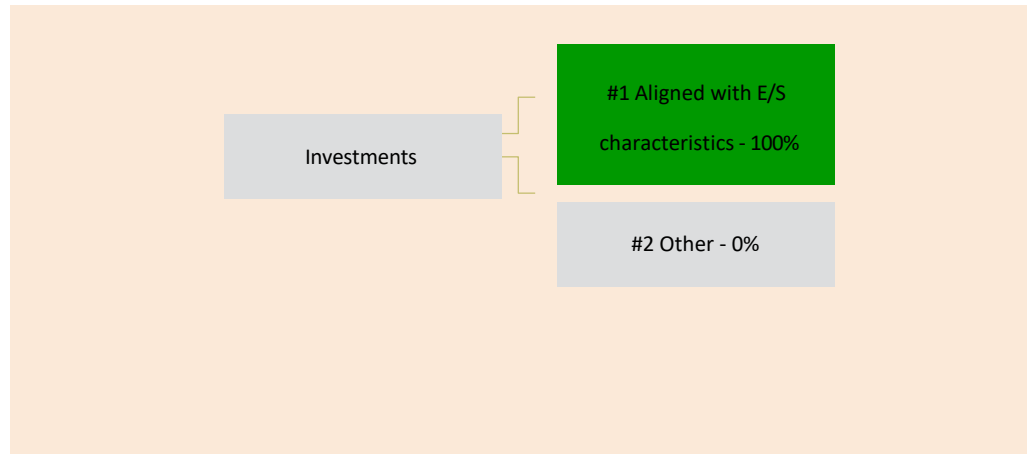 Investments
#1 Aligned with E/S
characteristics - 100%
#2 Other - 0%